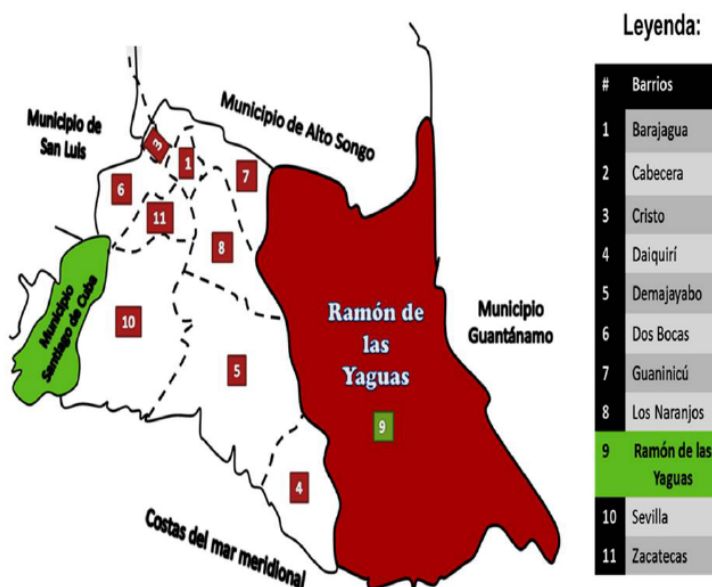 Leyenda:
# Barrios
1 Barajagua
2 Cabecera
3 Cristo
4 Daiquirí
5 Demajayabo
6 Dos Bocas
7 Guaninicú
8 Los Naranjos
9 Ramón de las
Yaguas
10 Sevilla
11 Zacatecas
Municipio de
San Luis
Municipio de Alto Songo
3
1
7
6
11
8
Municipio
Santiago de Cuba
10
5
Ramón de
las
Yaguas
9
Municipio
Guantánamo
4
Costas del mar meridional